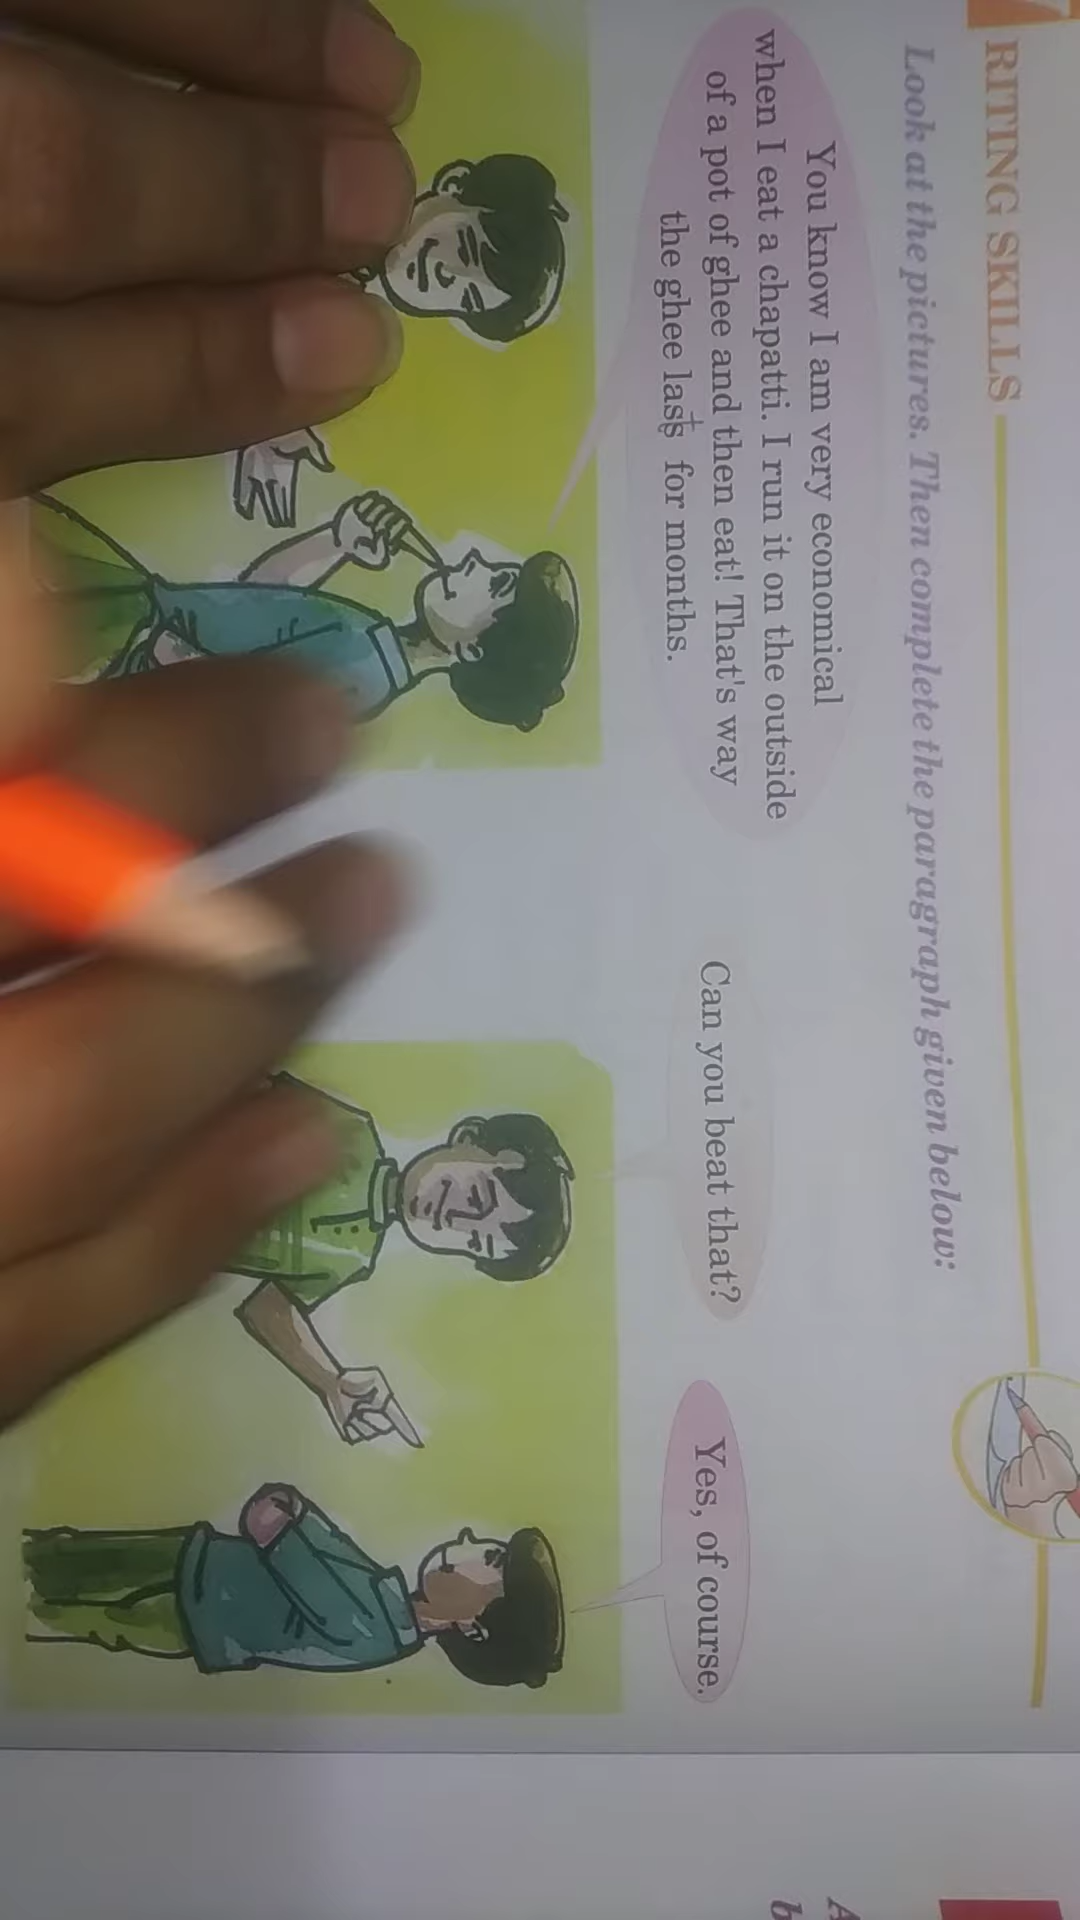 RITING SKILLS
Look at the pictures. Then complete the paragraph given below:
You know I am very economical
when I eat a chapatti. I run it on the outside
of a pot of ghee and then eat! That's way
the ghee lasts for months.
Can you beat that?
Yes, of course.